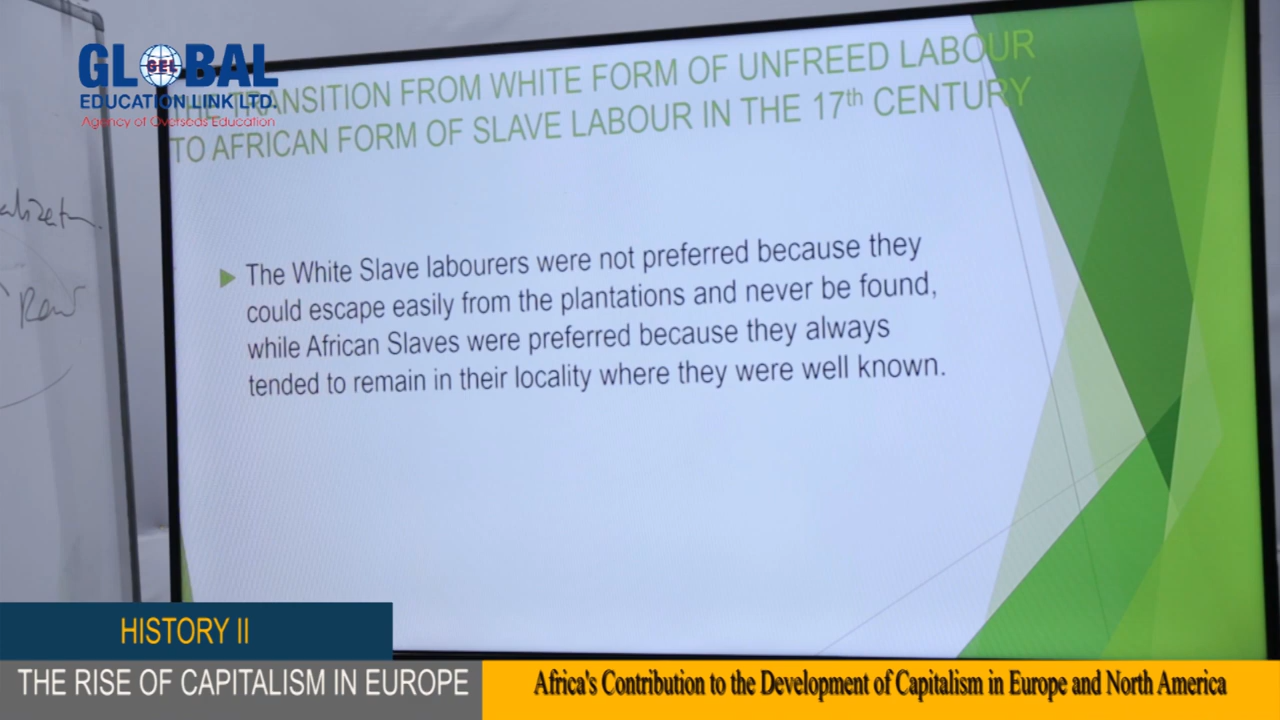 GLOBAL
GEL
EDUCATION LINK LTD.
Agency of Overseas Education
THE TRANSITION FROM WHITE FORM OF UNFREED LABOUR
TO AFRICAN FORM OF SLAVE LABOUR IN THE 17th CENTURY
The White Slave labourers were not preferred because they
could escape easily from the plantations and never be found,
while African Slaves were preferred because they always
tended to remain in their locality where they were well known.
HISTORY II
THE RISE OF CAPITALISM IN EUROPE
Africa's Contribution to the Development of Capitalism in Europe and North America